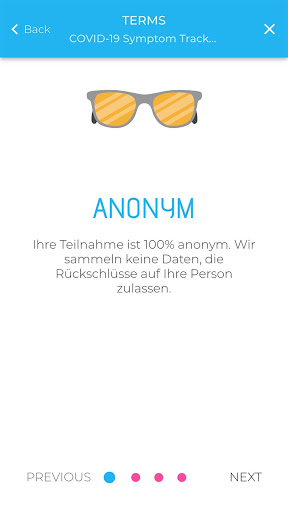 TERMS
Back
COVID-19 Symptom Track...
ANONYM
Ihre Teilnahme ist 100% anonym. Wir
sammeln keine Daten, die
Rückschlüsse auf Ihre Person
zulassen.
PREVIOUS NEXT